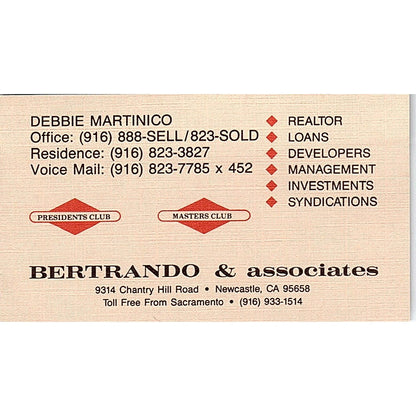 DEBBIE MARTINICO
Office: (916) 888-SELL/823-SOLD
Residence: (916) 823-3827
Voice Mail: (916) 823-7785 x 452
REALTOR
LOANS
DEVELOPERS
MANAGEMENT
INVESTMENTS
SYNDICATIONS
PRESIDENTS CLUB
MASTERS CLUB
BERTRANDO & associates
9314 Chantry Hill Road • Newcastle, CA 95658
Toll Free From Sacramento • (916) 933-1514